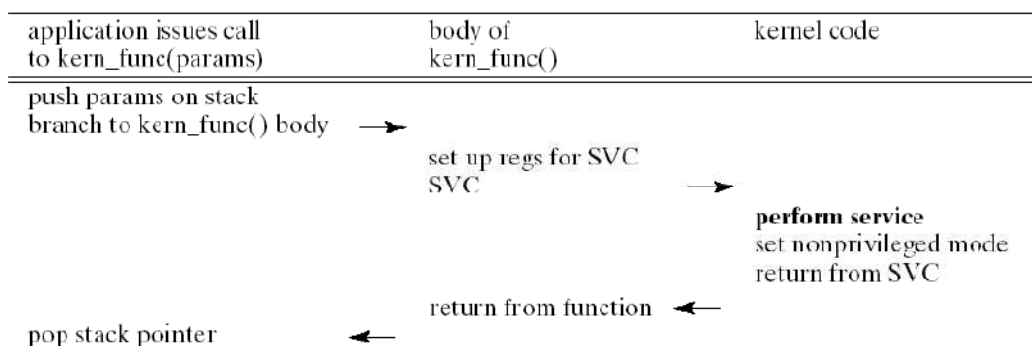 application issues call body of kernel code
to kern_func(params) kern_func()
push params on stack
branch to kern_func() body
set up regs for SVC
SVC
perform service
set nonprivileged mode
return from SVC
return from function
pop stack pointer